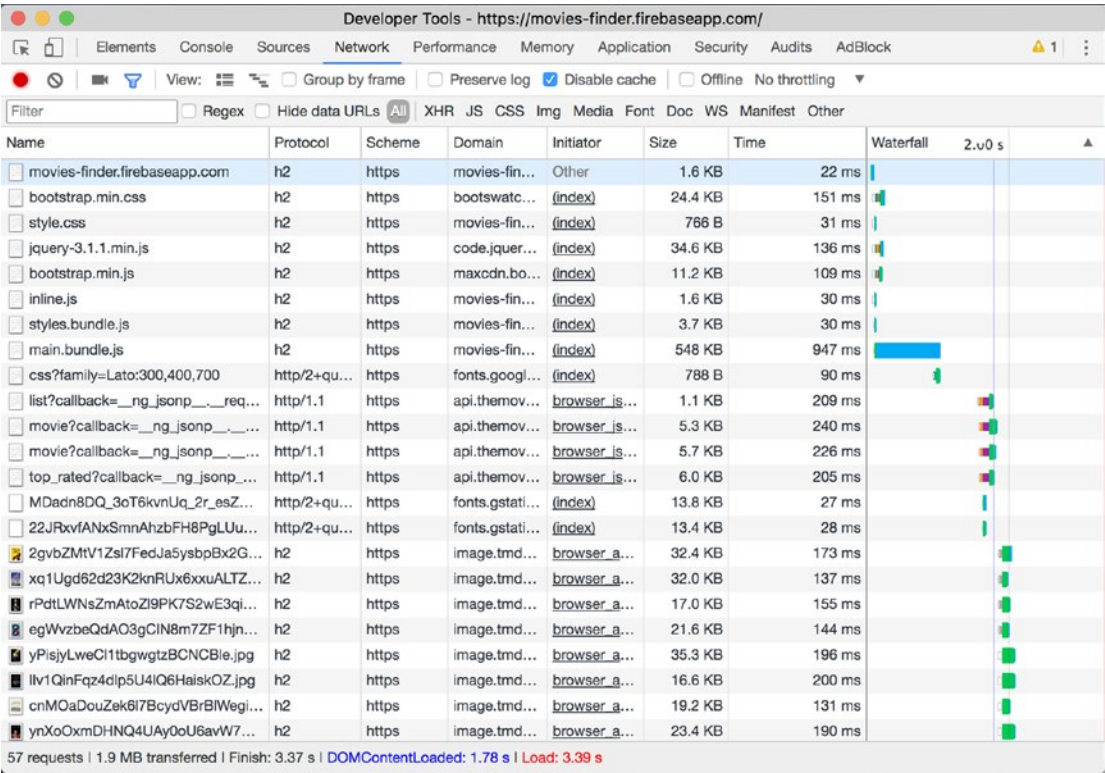 Developer Tools - https://movies-finder.firebaseapp.com/
Elements Console Sources Network Performance Memory Application Security Audits AdBlock 1
View: Group by frame Preserve log Disable cache Offline No throttling
Filter Regex Hide data URLs All XHR JS CSS Img Media Font Doc WS Manifest Other
Name Protocol Scheme Domain Initiator Size Time Waterfall 2.00 s
movies-finder.firebaseapp.com h2 https movies-fin... Other 1.6 KB 22 ms
bootstrap.min.css h2 https bootswatc... (index) 24.4 KB 151 ms
style.css h2 https movies-fin... (index) 766 B 31 ms
jquery-3.1.1.min.js h2 https code.jquer... (index) 34.6 KB 136 ms
bootstrap.min.js h2 https maxcdn.bo... (index) 11.2 KB 109 ms
inline.js h2 https movies-fin... (index) 1.6 KB 30 ms
styles.bundle.js h2 https movies-fin... (index) 3.7 KB 30 ms
main.bundle.js h2 https movies-fin... (index) 548 KB 947 ms
css?family=Lato:300,400,700 http/2+qu... https fonts.googl... (index) 788 B 90 ms
list?callback=__ng_jsonp__.__req... http/1.1 https api.themov... browser_js... 1.1 KB 209 ms
movie?callback=__ng_jsonp__.__... http/1.1 https api.themov... browser_js... 5.3 KB 240 ms
movie?callback=__ng_jsonp__.__... http/1.1 https api.themov... browser_js... 5.7 KB 226 ms
top_rated?callback=__ng_jsonp_... http/1.1 https api.themov... browser_js... 6.0 KB 205 ms
MDadn8DQ_3oT6kvnUq_2r_esZ... http/2+qu... https fonts.gstati... (index) 13.8 KB 27 ms
22JRxvfANxSmnAhzbFH8PgLUu... http/2+qu... https fonts.gstati... (index) 13.4 KB 28 ms
2gvbZMtV1Zsl7FedJa5ysbpBx2G... h2 https image.tmd... browser_a... 32.4 KB 173 ms
xq1Ugd62d23K2knRUx6xxuALTZ... h2 https image.tmd... browser_a... 32.0 KB 137 ms
rPdtLWNsZmAtoZl9PK7S2wE3qi... h2 https image.tmd... browser_a... 17.0 KB 155 ms
egWvzbeQdAO3gCIN8m7ZF1hjn... h2 https image.tmd... browser_a... 21.6 KB 144 ms
yPisjyLweCl1tbgwgtzBCNCBle.jpg h2 https image.tmd... browser_a... 35.3 KB 196 ms
llv1QinFqz4dlp5U4lQ6HaiskOZ.jpg h2 https image.tmd... browser_a... 16.6 KB 200 ms
cnMOaDouZek6l7BcydVBrBlWegi... h2 https image.tmd... browser_a... 19.2 KB 131 ms
ynXoOxmDHNQ4UAy0oU6avW7... h2 https image.tmd... browser_a... 23.4 KB 190 ms
57 requests | 1.9 MB transferred | Finish: 3.37 s | DOMContentLoaded: 1.78 s | Load: 3.39 s